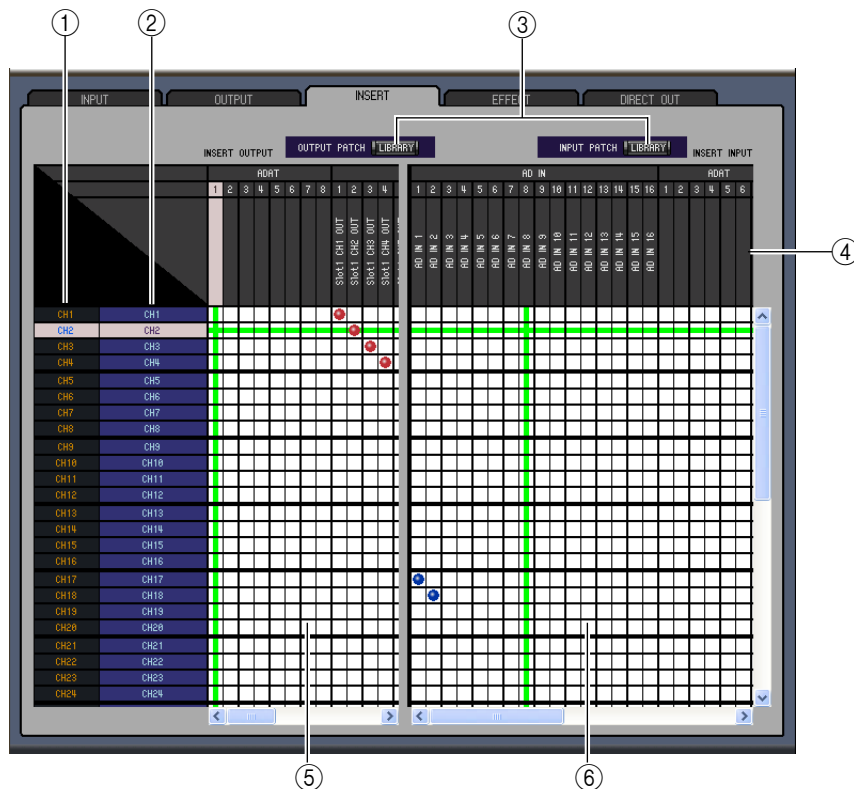 ① ② ③
INPUT OUTPUT INSERT EFFECT DIRECT OUT
INSERT OUTPUT OUTPUT PATCH LIBRARY INPUT PATCH LIBRARY INSERT INPUT
ADAT AD IN ADAT
1 2 3 4 5 6 7 8 1 2 3 4 1 2 3 4 5 6 7 8 9 10 11 12 13 14 15 16 1 2 3 4 5 6
Slot1 CH1 OUT
Slot1 CH2 OUT
Slot1 CH3 OUT
Slot1 CH4 OUT
AD IN 1
AD IN 2
AD IN 3
AD IN 4
AD IN 5
AD IN 6
AD IN 7
AD IN 8
AD IN 9
AD IN 10
AD IN 11
AD IN 12
AD IN 13
AD IN 14
AD IN 15
AD IN 16
④
CH1 CH1
CH2 CH2
CH3 CH3
CH4 CH4
CH5 CH5
CH6 CH6
CH7 CH7
CH8 CH8
CH9 CH9
CH10 CH10
CH11 CH11
CH12 CH12
CH13 CH13
CH14 CH14
CH15 CH15
CH16 CH16
CH17 CH17
CH18 CH18
CH19 CH19
CH20 CH20
CH21 CH21
CH22 CH22
CH23 CH23
CH24 CH24
⑤ ⑥